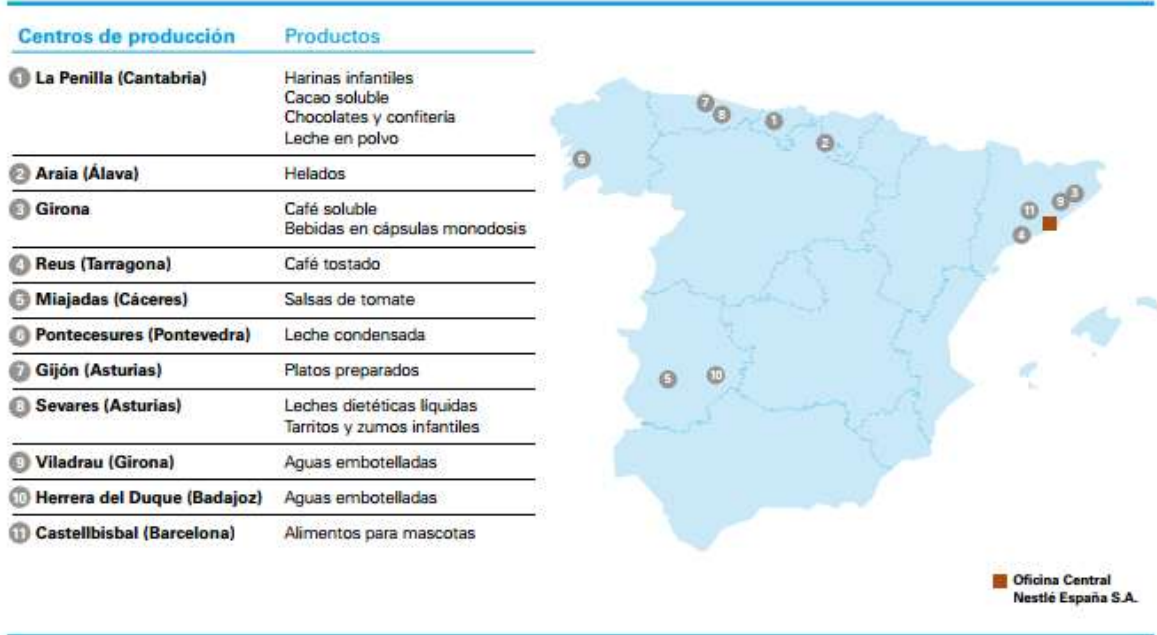 Centros de producción Productos
1 La Penilla (Cantabria) Harinas infantiles
Cacao soluble
Chocolates y confitería
Leche en polvo
2 Araia (Álava) Helados
3 Girona Café soluble
Bebidas en cápsulas monodosis
4 Reus (Tarragona) Café tostado
5 Miajadas (Cáceres) Salsas de tomate
6 Pontecesures (Pontevedra) Leche condensada
7 Gijón (Asturias) Platos preparados
8 Sevares (Asturias) Leches dietéticas líquidas
Tarritos y zumos infantiles
9 Viladrau (Girona) Aguas embotelladas
10 Herrera del Duque (Badajoz) Aguas embotelladas
11 Castellbisbal (Barcelona) Alimentos para mascotas
7
8
1
2
6
3
9
11
4
5
10
Oficina Central
Nestlé España S.A.